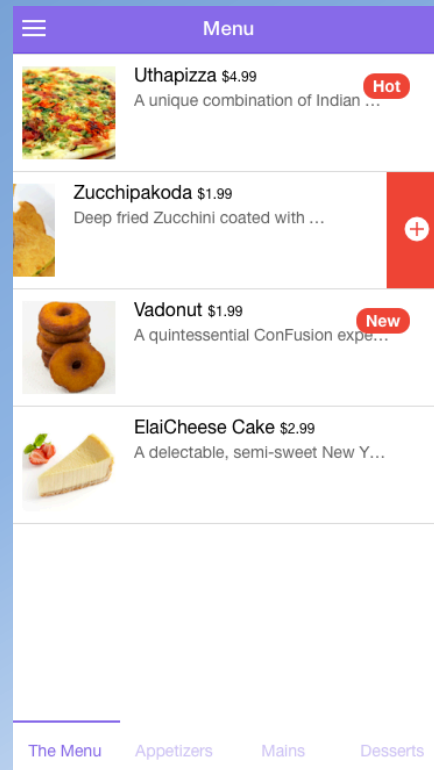 Menu
Uthapizza $4.99
Hot
A unique combination of Indian …
Zucchipakoda $1.99
Deep fried Zucchini coated with …
Vadonut $1.99
New
A quintessential ConFusion expe…
ElaiCheese Cake $2.99
A delectable, semi-sweet New Y…
The Menu Appetizers Mains Desserts